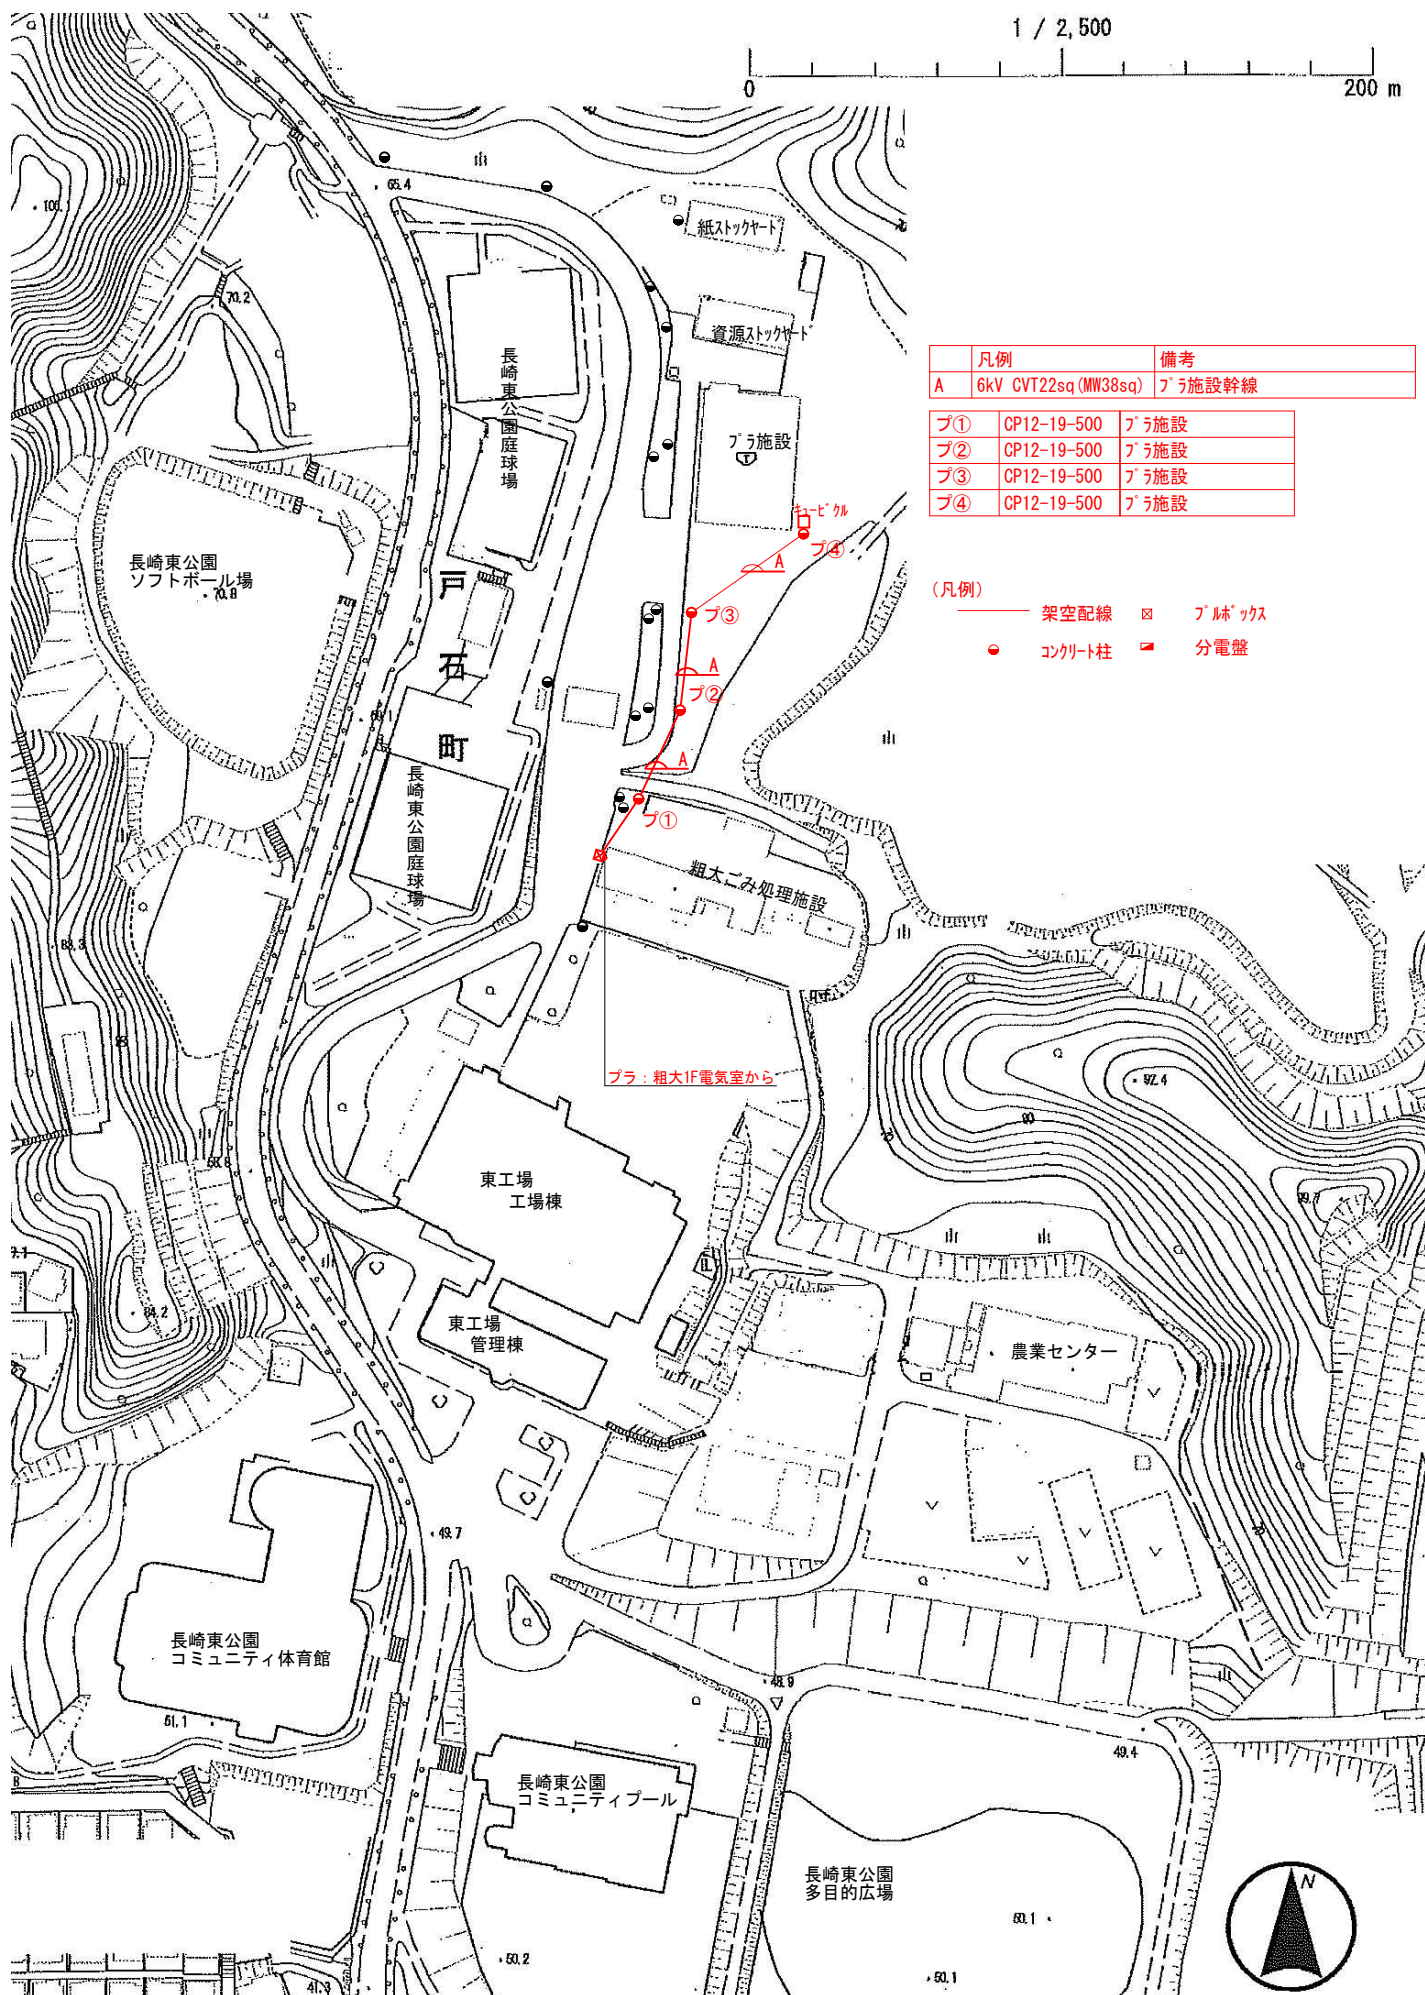 1 / 2,500
0
200 m
65.4
紙ストックヤード
70.2
資源ストックヤード
長崎東公園庭球場
プラ施設
凡例 備考
A 6kV CVT22sq(MW38sq) プラ施設幹線
プ① CP12-19-500 プラ施設
プ② CP12-19-500 プラ施設
プ③ CP12-19-500 プラ施設
プ④ CP12-19-500 プラ施設
キュービクル
プ④
A
長崎東公園
ソフトボール場
70.8
戸石町
プ③
(凡例)
架空配線
プルボックス
コンクリート柱
分電盤
A
プ②
A
長崎東公園庭球場
プ①
粗大ごみ処理施設
プラ：粗大1F電気室から
92.4
東工場
工場棟
東工場
管理棟
農業センター
64.2
49.7
長崎東公園
コミュニティ体育館
51.1
48.9
49.4
長崎東公園
コミュニティプール
長崎東公園
多目的広場
50.1
50.2
50.1
41.3
N